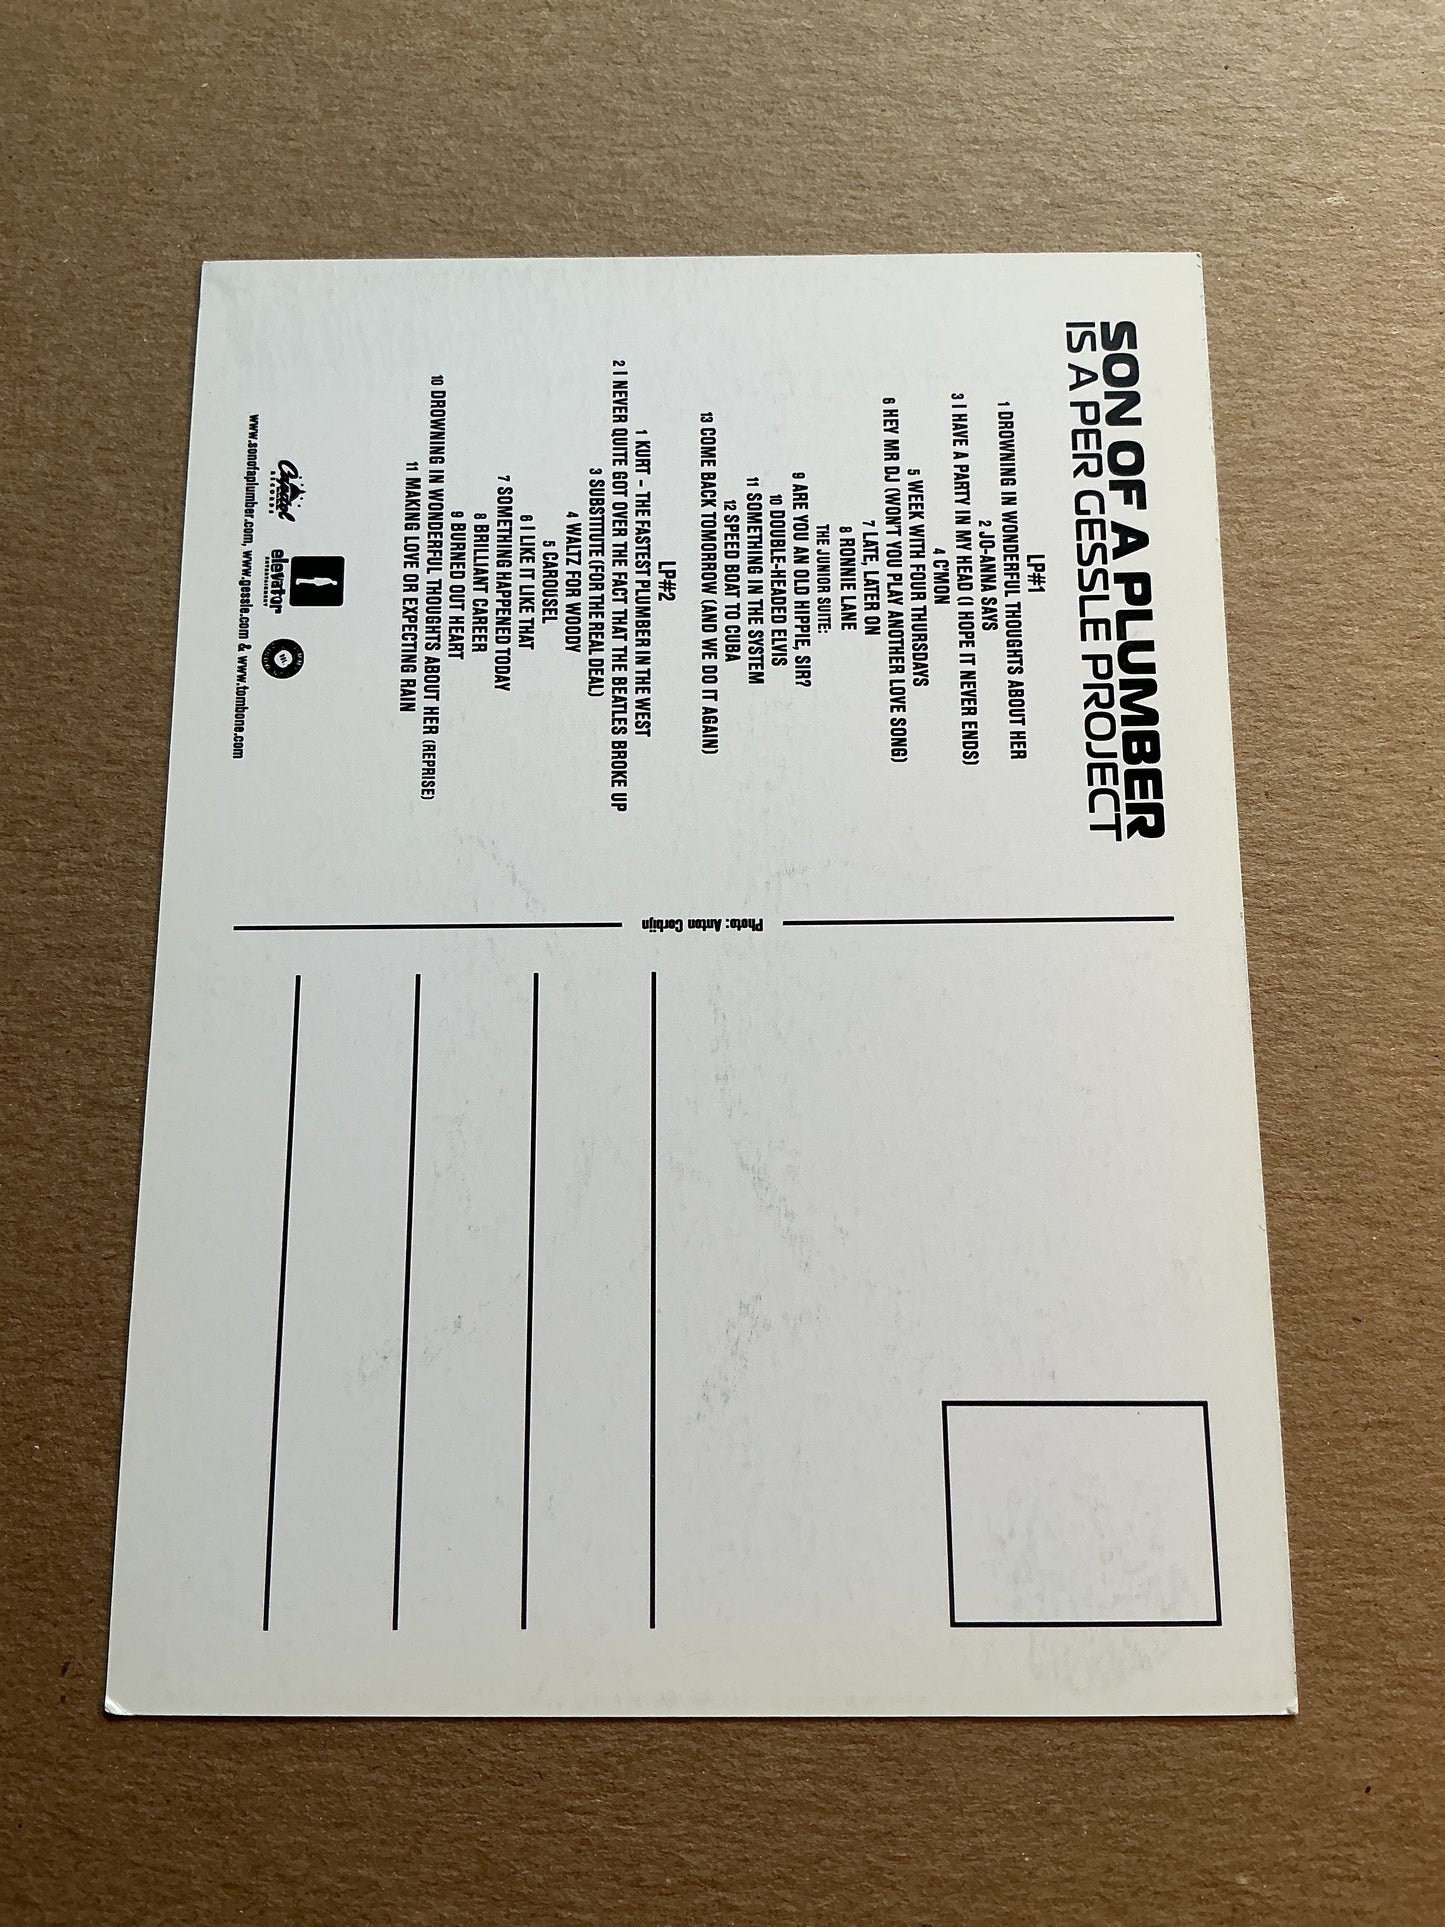 SON OF A PLUMBER
IS A PER GESSLE PROJECT
LP#1
1 DROWNING IN WONDERFUL THOUGHTS ABOUT HER
2 JO-ANNA SAYS
3 I HAVE A PARTY IN MY HEAD (I HOPE IT NEVER ENDS)
4 C'MON
5 WEEK WITH FOUR THURSDAYS
6 HEY MR DJ (WON'T YOU PLAY ANOTHER LOVE SONG)
7 LATE, LATER ON
8 RONNIE LANE
THE JUNIOR SUITE:
9 ARE YOU AN OLD HIPPIE, SIR?
10 DOUBLE-HEADED ELVIS
11 SOMETHING IN THE SYSTEM
12 SPEED BOAT TO CUBA
13 COME BACK TOMORROW (AND WE DO IT AGAIN)
LP#2
1 KURT – THE FASTEST PLUMBER IN THE WEST
2 I NEVER QUITE GOT OVER THE FACT THAT THE BEATLES BROKE UP
3 SUBSTITUTE (FOR THE REAL DEAL)
4 WALTZ FOR WOODY
5 CAROUSEL
6 I LIKE IT LIKE THAT
7 SOMETHING HAPPENED TODAY
8 BRILLIANT CAREER
9 BURNED OUT HEART
10 DROWNING IN WONDERFUL THOUGHTS ABOUT HER (REPRISE)
11 MAKING LOVE OR EXPECTING RAIN
Capitol
RECORDS
elevator
ENTERTAINMENT
www.sonofaplumber.com, www.gessle.com & www.tombone.com
Photo: Anton Corbijn